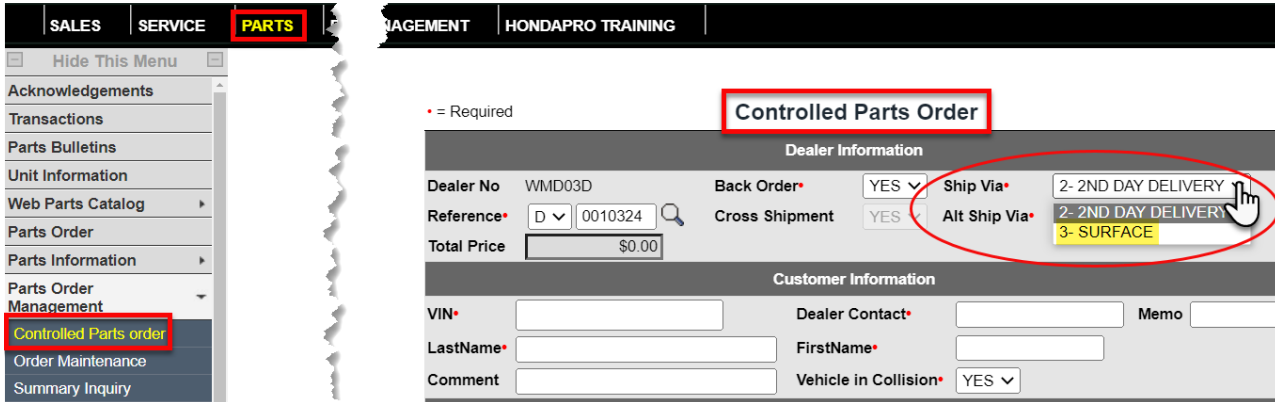 SALES SERVICE PARTS NAGEMENT HONDAPRO TRAINING
Hide This Menu
Acknowledgements
Transactions
Parts Bulletins
Unit Information
Web Parts Catalog
Parts Order
Parts Information
Parts Order
Management
Controlled Parts order
Order Maintenance
Summary Inquiry
• = Required
Controlled Parts Order
Dealer Information
Dealer No WMD03D Back Order• YES Ship Via• 2- 2ND DAY DELIVERY
Reference• D 0010324 Cross Shipment YES Alt Ship Via• 2- 2ND DAY DELIVERY
3- SURFACE
Total Price $0.00
Customer Information
VIN• Dealer Contact• Memo
LastName• FirstName•
Comment Vehicle in Collision• YES